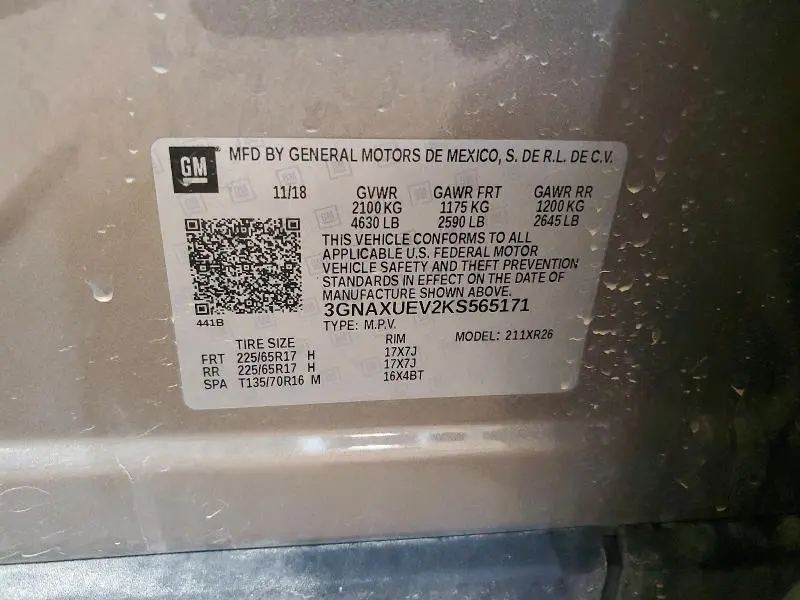 GM MFD BY GENERAL MOTORS DE MEXICO, S. DE R.L. DE C.V.
11/18 GVWR GAWR FRT GAWR RR
2100 KG 1175 KG 1200 KG
4630 LB 2590 LB 2645 LB
THIS VEHICLE CONFORMS TO ALL
APPLICABLE U.S. FEDERAL MOTOR
VEHICLE SAFETY AND THEFT PREVENTION
STANDARDS IN EFFECT ON THE DATE OF
MANUFACTURE SHOWN ABOVE.
3GNAXUEV2KS565171
441B
TYPE: M.P.V. MODEL: 211XR26
TIRE SIZE RIM
FRT 225/65R17 H 17X7J
RR 225/65R17 H 17X7J
SPA T135/70R16 M 16X4BT